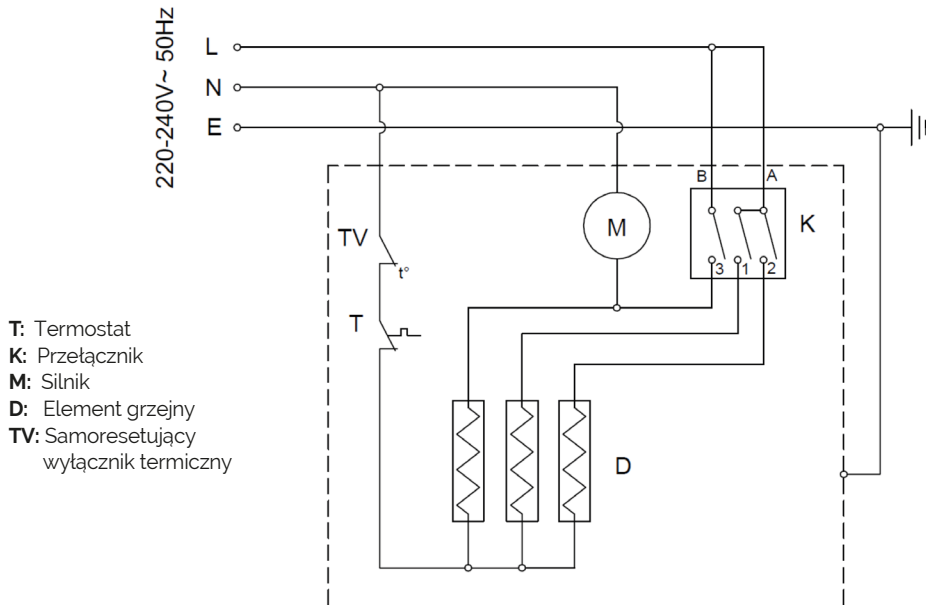 220-240V~ 50Hz
L
N
E
B A
K
M
TV
t°
3 1 2
T
D
T: Termostat
K: Przełącznik
M: Silnik
D: Element grzejny
TV: Samoresetujący
wyłącznik termiczny